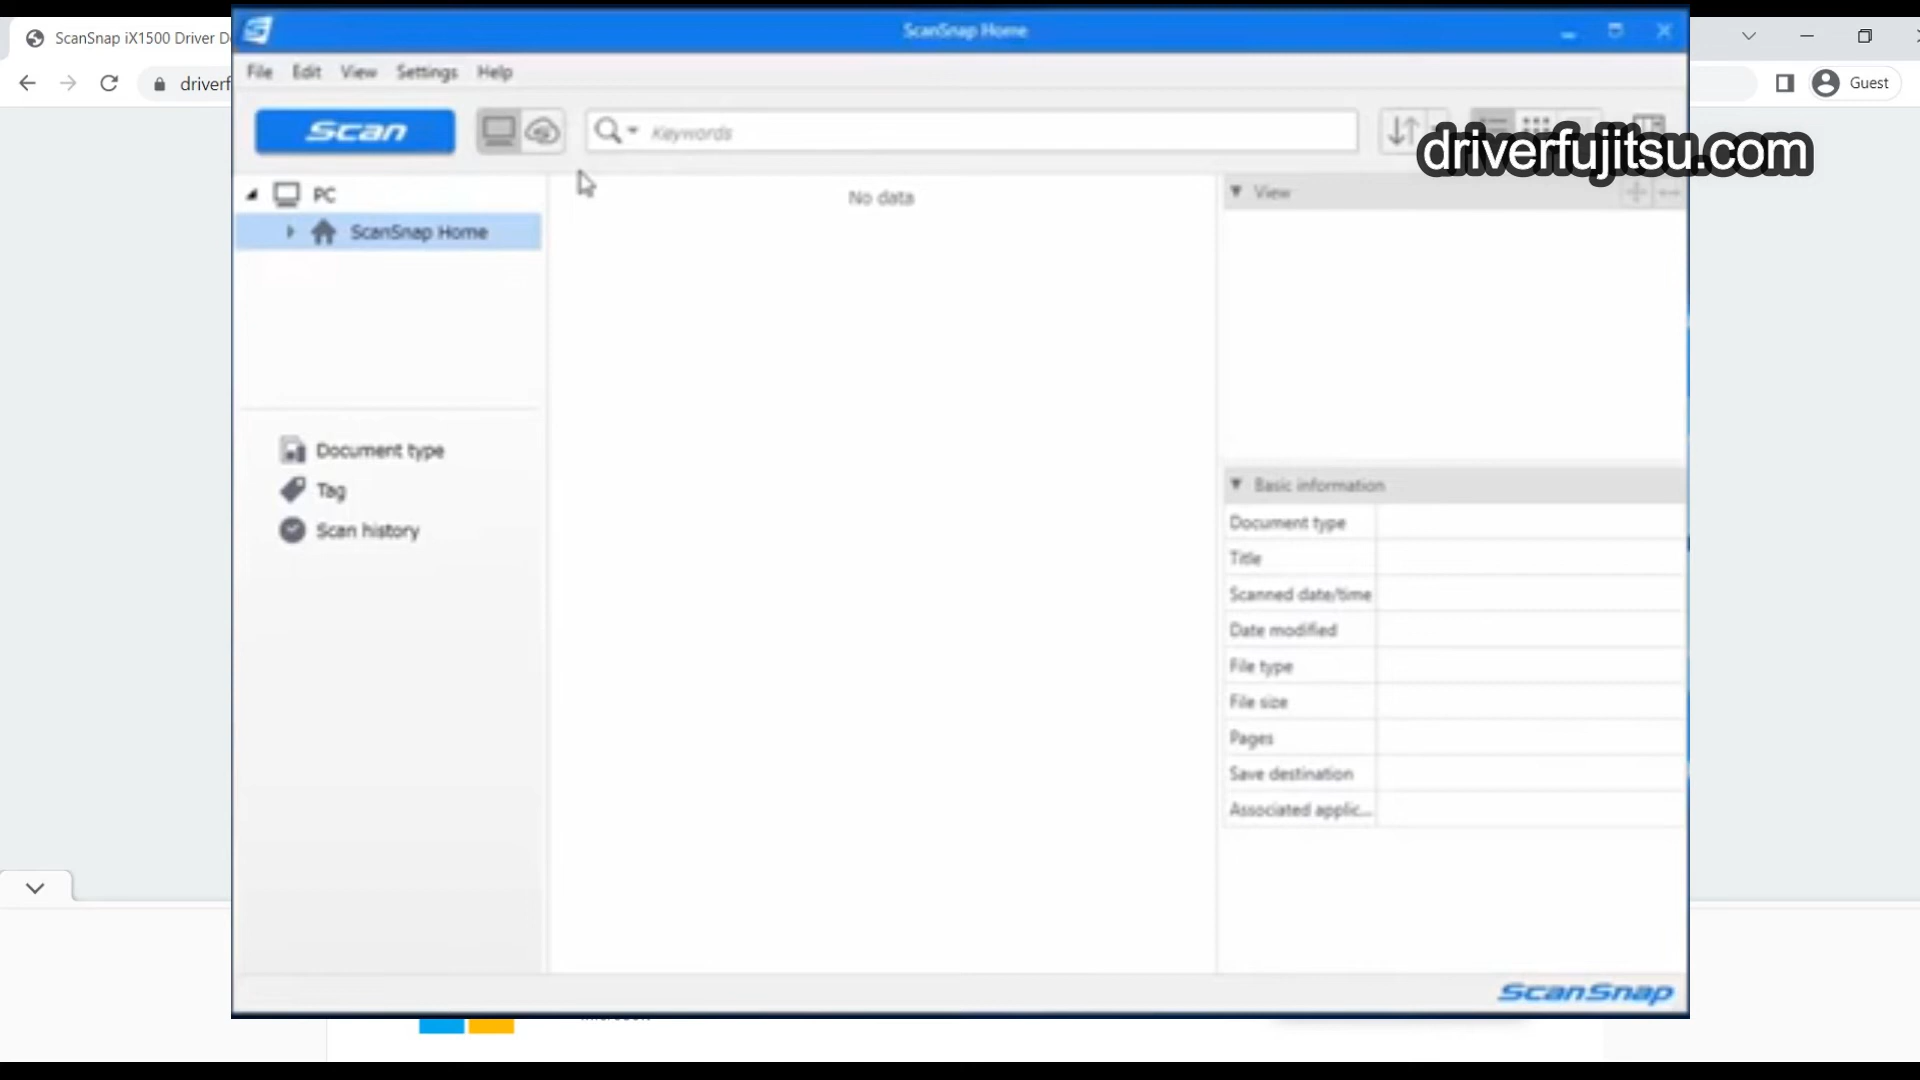 ScanSnap iX1500 Driver D
driverf
Guest
ScanSnap Home
File Edit View Settings Help
Scan
Keywords
driverfujitsu.com
PC
ScanSnap Home
Document type
Tag
Scan history
No data
View
Basic information
Document type
Title
Scanned date/time
Date modified
File type
File size
Pages
Save destination
Associated applic...
ScanSnap